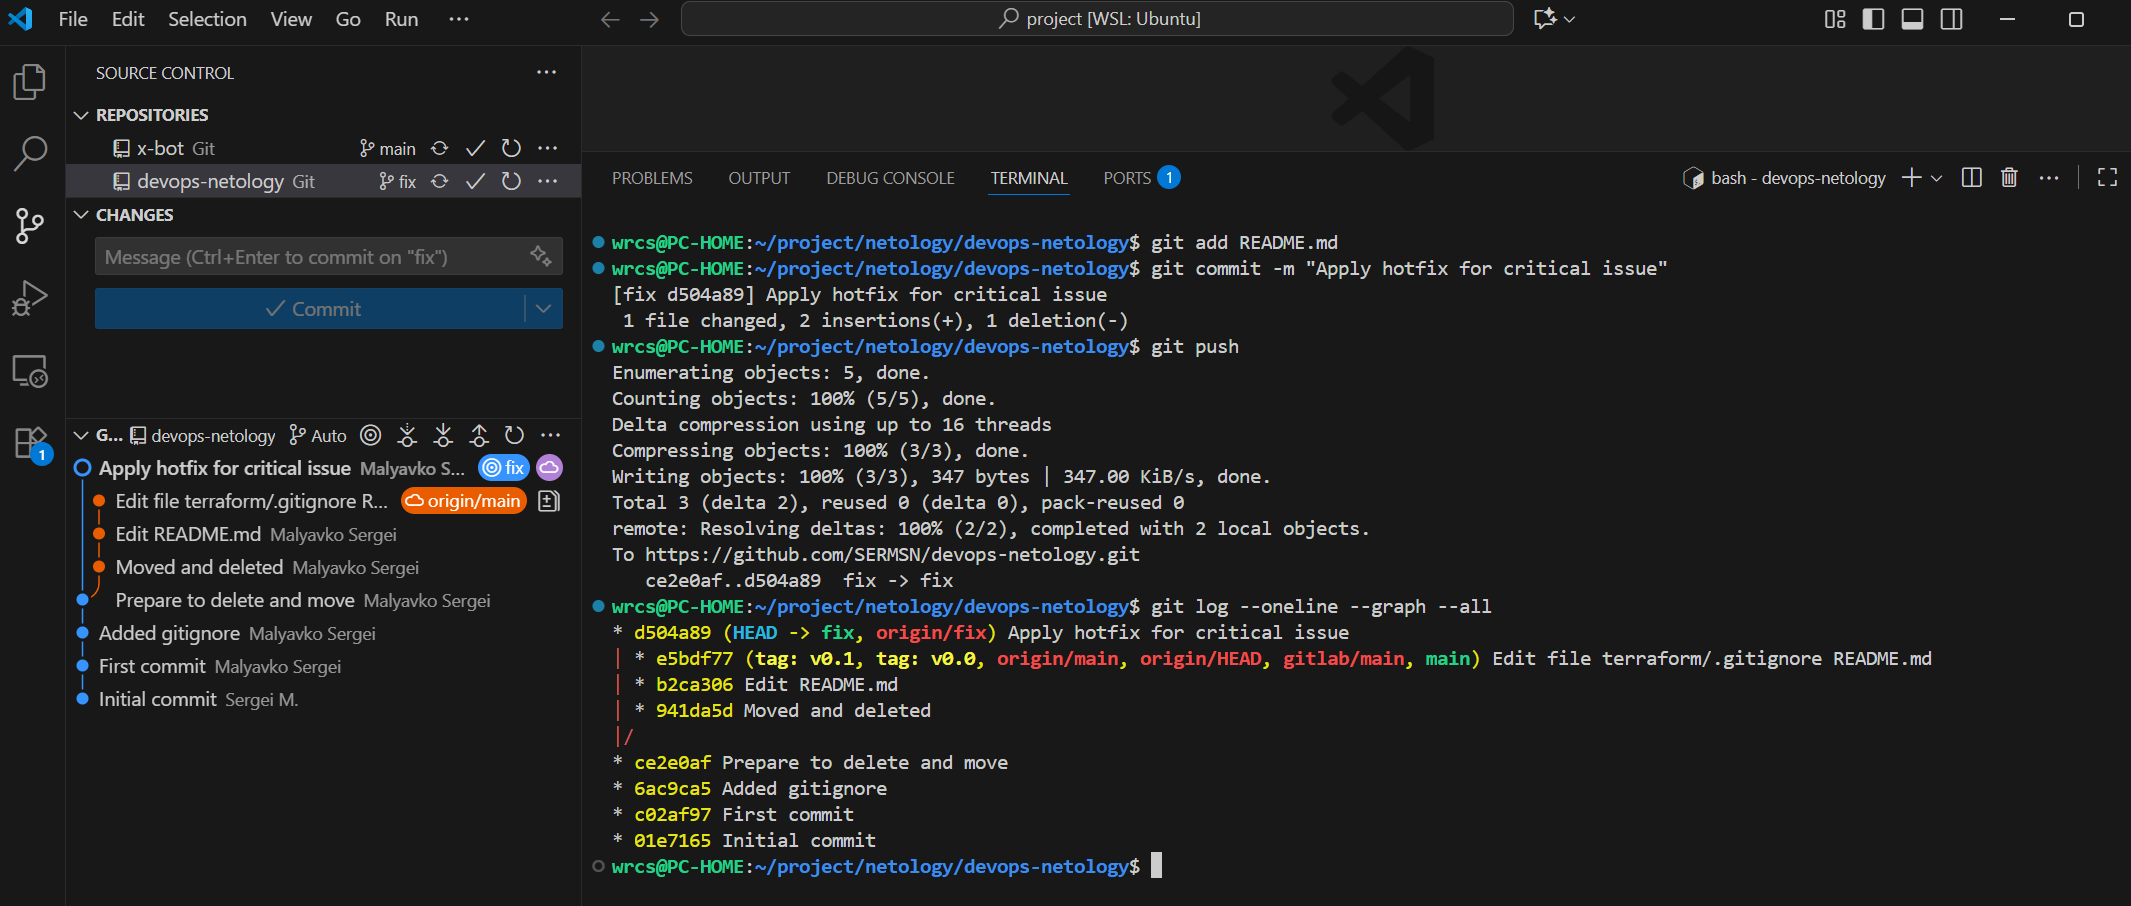 File Edit Selection View Go Run ···
project [WSL: Ubuntu]
SOURCE CONTROL
REPOSITORIES
x-bot Git main
devops-netology Git fix
CHANGES
Message (Ctrl+Enter to commit on "fix")
Commit
G... devops-netology Auto
Apply hotfix for critical issue Malyavko S... fix
Edit file terraform/.gitignore R... origin/main
Edit README.md Malyavko Sergei
Moved and deleted Malyavko Sergei
Prepare to delete and move Malyavko Sergei
Added gitignore Malyavko Sergei
First commit Malyavko Sergei
Initial commit Sergei M.
1
PROBLEMS OUTPUT DEBUG CONSOLE TERMINAL PORTS 1
bash - devops-netology
wrcs@PC-HOME:~/project/netology/devops-netology$ git add README.md
wrcs@PC-HOME:~/project/netology/devops-netology$ git commit -m "Apply hotfix for critical issue"
[fix d504a89] Apply hotfix for critical issue
1 file changed, 2 insertions(+), 1 deletion(-)
wrcs@PC-HOME:~/project/netology/devops-netology$ git push
Enumerating objects: 5, done.
Counting objects: 100% (5/5), done.
Delta compression using up to 16 threads
Compressing objects: 100% (3/3), done.
Writing objects: 100% (3/3), 347 bytes | 347.00 KiB/s, done.
Total 3 (delta 2), reused 0 (delta 0), pack-reused 0
remote: Resolving deltas: 100% (2/2), completed with 2 local objects.
To https://github.com/SERMSN/devops-netology.git
ce2e0af..d504a89  fix -> fix
wrcs@PC-HOME:~/project/netology/devops-netology$ git log --oneline --graph --all
* d504a89 (HEAD -> fix, origin/fix) Apply hotfix for critical issue
| * e5bdf77 (tag: v0.1, tag: v0.0, origin/main, origin/HEAD, gitlab/main, main) Edit file terraform/.gitignore README.md
| * b2ca306 Edit README.md
| * 941da5d Moved and deleted
|/
* ce2e0af Prepare to delete and move
* 6ac9ca5 Added gitignore
* c02af97 First commit
* 01e7165 Initial commit
wrcs@PC-HOME:~/project/netology/devops-netology$